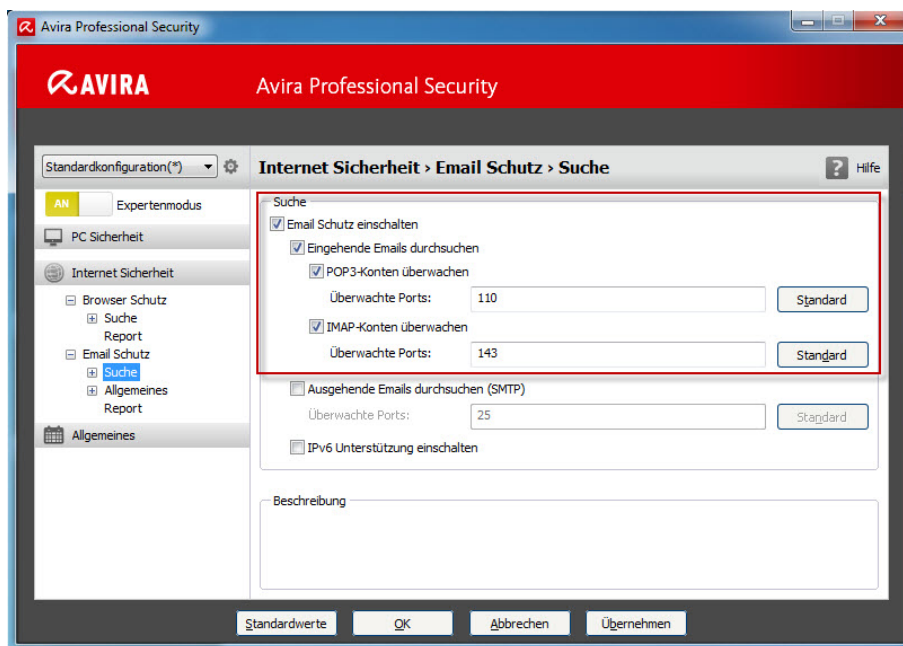 Avira Professional Security
AVIRA
Avira Professional Security
Standardkonfiguration(*)
Internet Sicherheit › Email Schutz › Suche
? Hilfe
AN Expertenmodus
PC Sicherheit
Internet Sicherheit
Browser Schutz
Suche
Report
Email Schutz
Suche
Allgemeines
Report
Allgemeines
Suche
Email Schutz einschalten
Eingehende Emails durchsuchen
POP3-Konten überwachen
Überwachte Ports: 110 Standard
IMAP-Konten überwachen
Überwachte Ports: 143 Standard
Ausgehende Emails durchsuchen (SMTP)
Überwachte Ports: 25 Standard
IPv6 Unterstützung einschalten
Beschreibung
Standardwerte OK Abbrechen Übernehmen